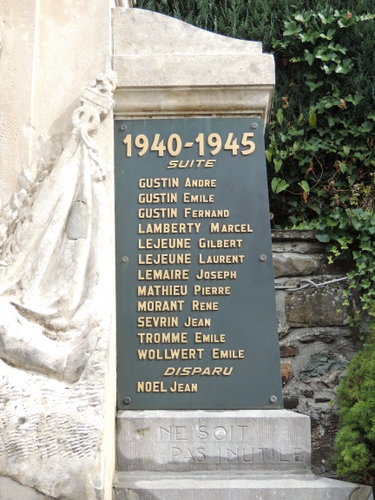 1940-1945
SUITE
GUSTIN ANDRE
GUSTIN EMILE
GUSTIN FERNAND
LAMBERTY MARCEL
LEJEUNE GILBERT
LEJEUNE LAURENT
LEMAIRE JOSEPH
MATHIEU PIERRE
MORANT RENE
SEVRIN JEAN
TROMME EMILE
WOLLWERT EMILE
DISPARU
NOEL JEAN
NE SOIT
PAS INUTILE